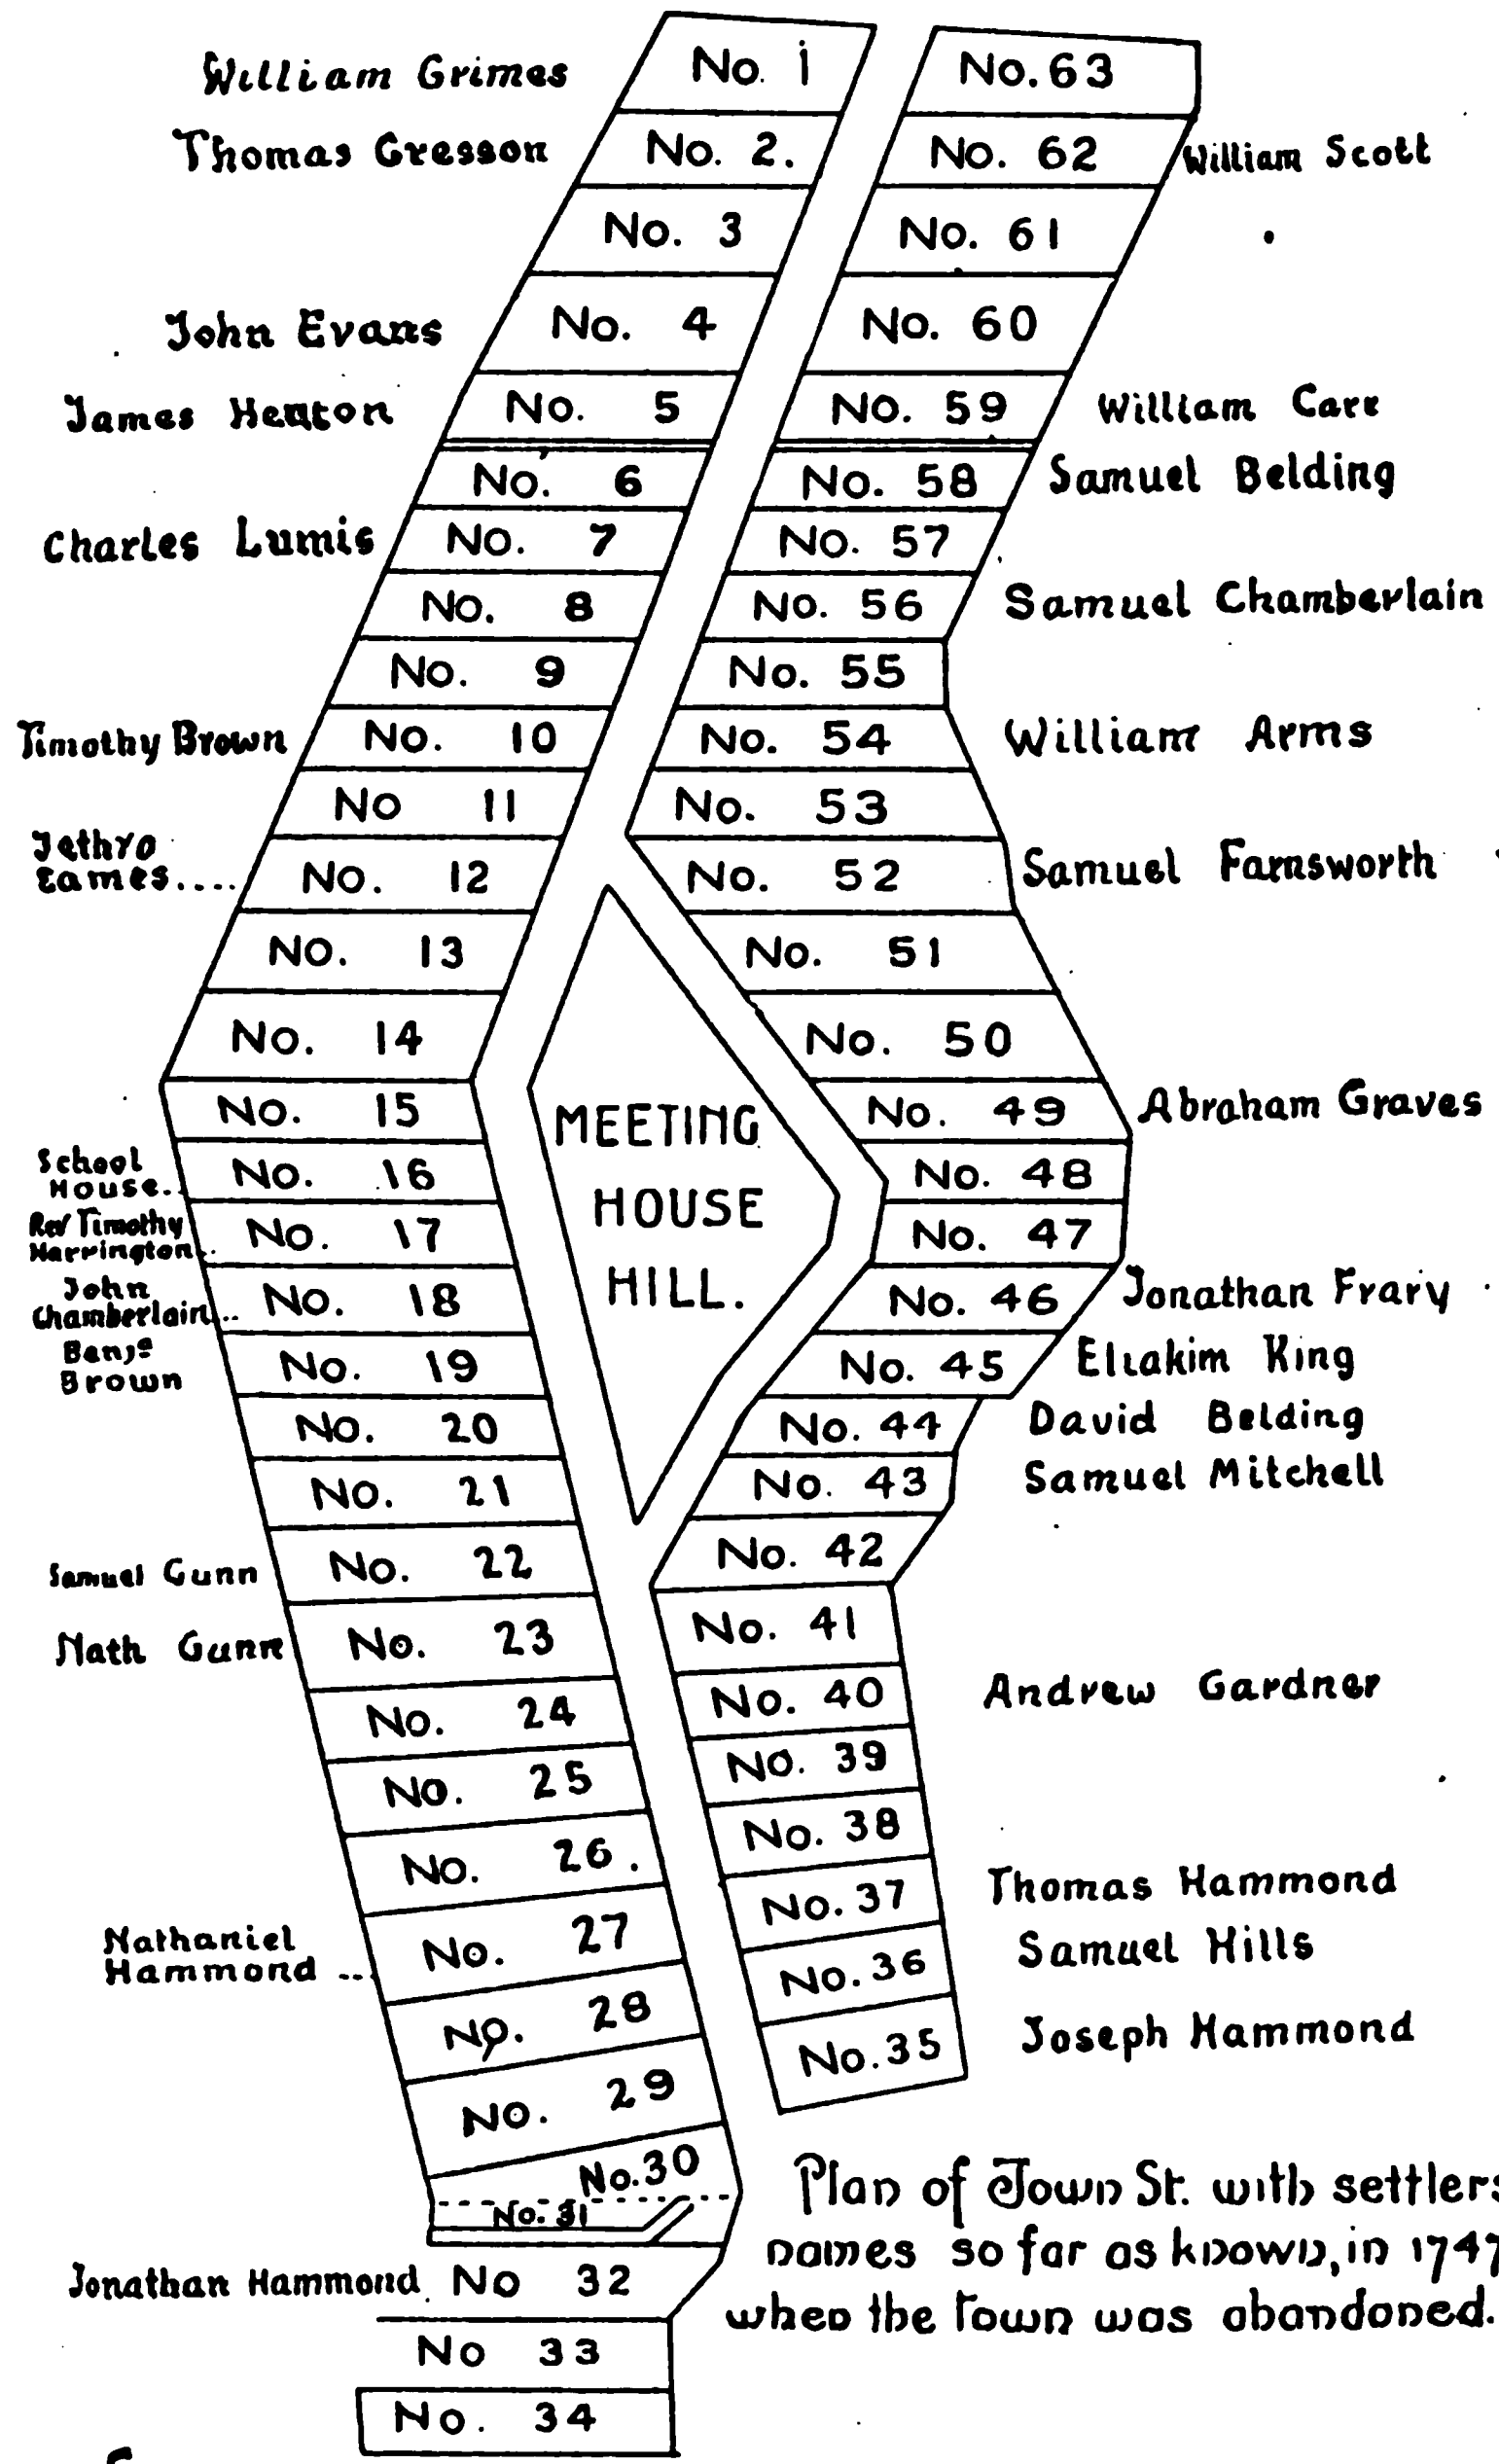 William Grimes No. 1 No. 63
Thomas Cresson No. 2. No. 62 William Scott
No. 3 No. 61
John Evans No. 4 No. 60
James Heaton No. 5 No. 59 William Carr
No. 6 No. 58 Samuel Belding
Charles Lumis No. 7 No. 57
No. 8 No. 56 Samuel Chamberlain
No. 9 No. 55
Timothy Brown No. 10 No. 54 William Arms
No 11 No. 53
Jethro
Eames.... No. 12 No. 52 Samuel Farnsworth
No. 13 No. 51
No. 14 No. 50
No. 15 No. 49 Abraham Graves
School
House.. No. 16 No. 48
Rev Timothy
Harrington.. No. 17 No. 47
John
Chamberlain... No. 18 No. 46 Jonathan Frary
Benja
Brown No. 19 No. 45 Eliakim King
No. 20 No. 44 David Belding
No. 21 No. 43 Samuel Mitchell
Samuel Gunn No. 22 No. 42
Nath Gunn No. 23 No. 41
No. 24 No. 40 Andrew Gardner
No. 25 No. 39
No. 26. No. 38
Nathaniel
Hammond ... No. 27 No. 37 Thomas Hammond
No. 28 No. 36 Samuel Hills
No. 29 No. 35 Joseph Hammond
No. 30
No. 31
Jonathan Hammond No 32
No 33
No. 34
MEETING
HOUSE
HILL.
Plan of Town St. with settlers
names so far as known, in 1747
when the town was abandoned.